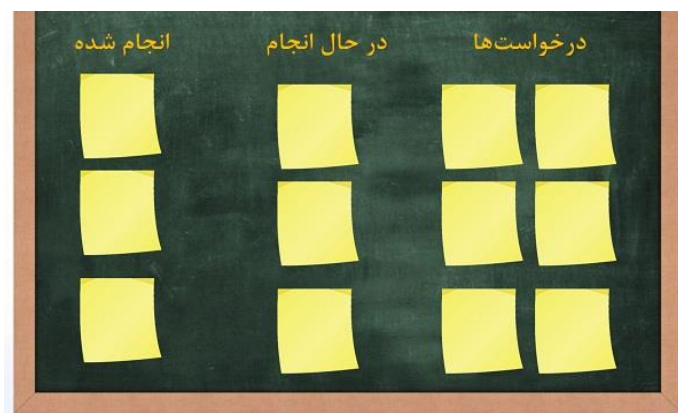 درخواست‌ها
در حال انجام
انجام شده